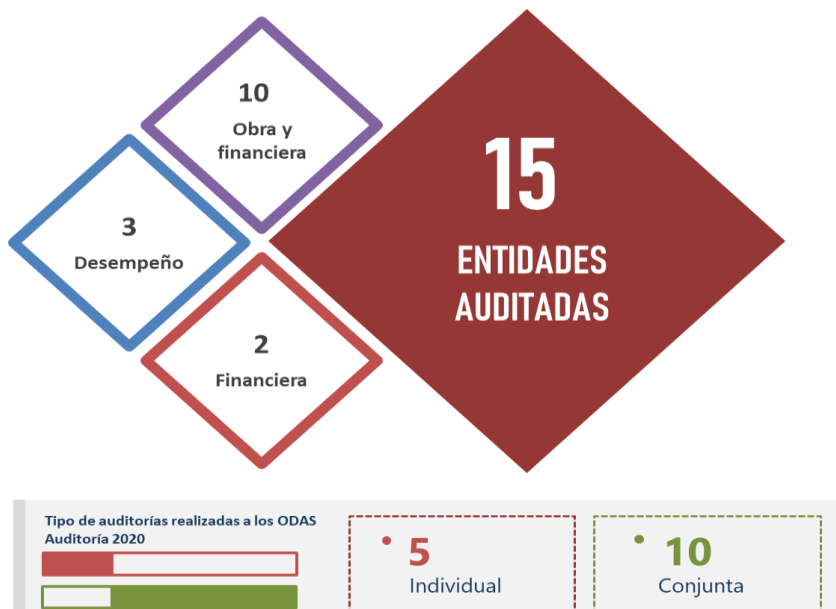 10
Obra y
financiera
3
Desempeño
2
Financiera
15
ENTIDADES
AUDITADAS
Tipo de auditorías realizadas a los ODAS
Auditoría 2020
• 5
Individual
• 10
Conjunta